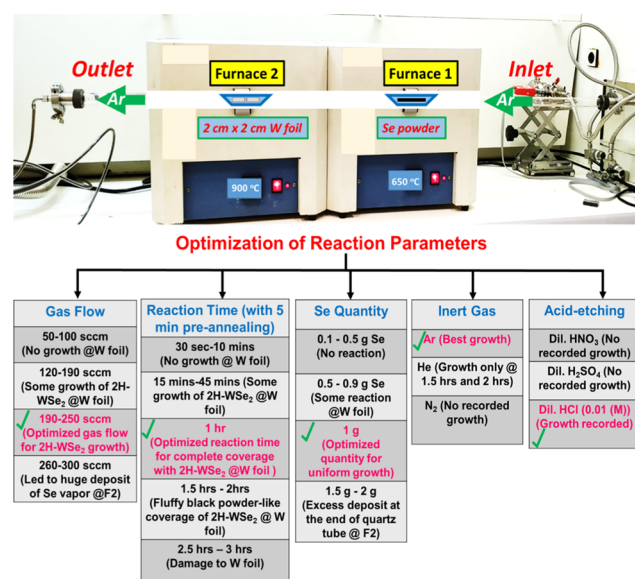 Outlet
Furnace 2
Furnace 1
Inlet
Ar
Ar
2 cm x 2 cm W foil
Se powder
900 °C
650 °C
Optimization of Reaction Parameters
Gas Flow
50-100 sccm
(No growth @W foil)
120-190 sccm
(Some growth of 2H-
WSe₂ @W foil)
190-250 sccm
(Optimized gas flow
for 2H-WSe₂ growth)
260-300 sccm
(Led to huge deposit
of Se vapor @F2)
Reaction Time (with 5
min pre-annealing)
30 sec-10 mins
(No growth @ W foil)
15 mins-45 mins (Some
growth of 2H-WSe₂ @W
foil)
1 hr
(Optimized reaction time
for complete coverage
with 2H-WSe₂ @W foil )
1.5 hrs - 2hrs
(Fluffy black powder-like
coverage of 2H-WSe₂ @ W
foil)
2.5 hrs – 3 hrs
(Damage to W foil)
Se Quantity
0.1 - 0.5 g Se
(No reaction)
0.5 - 0.9 g Se
(Some reaction
@W foil)
1 g
(Optimized
quantity for
uniform growth)
1.5 g - 2 g
(Excess deposit at
the end of quartz
tube @ F2)
Inert Gas
Ar (Best growth)
He (Growth only @
1.5 hrs and 2 hrs)
N₂ (No recorded
growth)
Acid-etching
Dil. HNO₃ (No
recorded growth)
Dil. H₂SO₄ (No
recorded growth)
Dil. HCl (0.01 (M))
(Growth recorded)